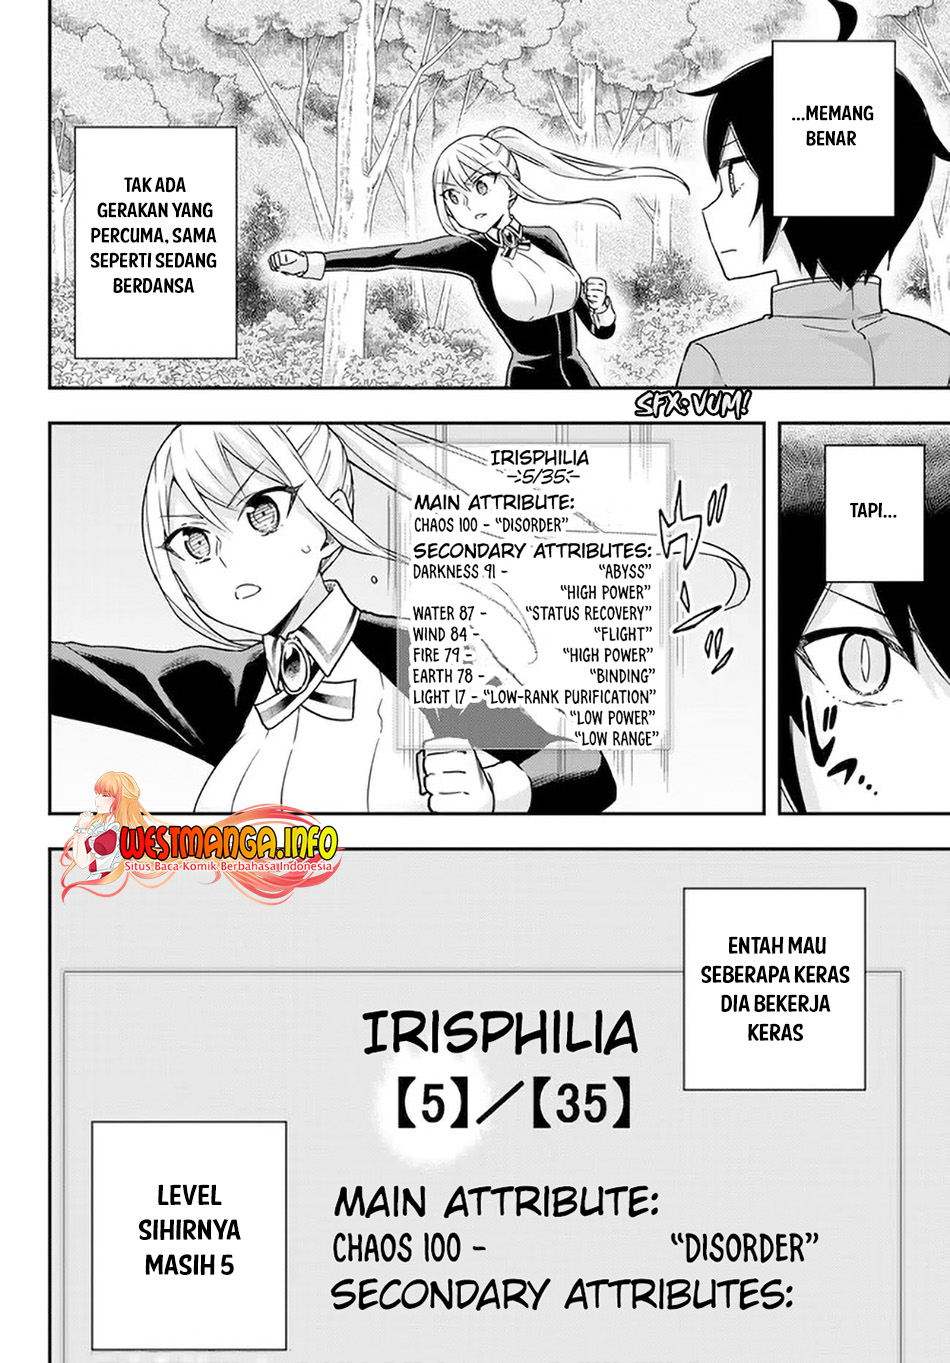 ...MEMANG
BENAR
TAK ADA
GERAKAN YANG
PERCUMA, SAMA
SEPERTI SEDANG
BERDANSA
SFX: VUM!
TAPI...
IRISPHILIA
5/35
MAIN ATTRIBUTE:
CHAOS 100 - "DISORDER"
SECONDARY ATTRIBUTES:
DARKNESS 91 - "ABYSS"
"HIGH POWER"
WATER 87 - "STATUS RECOVERY"
WIND 84 - "FLIGHT"
FIRE 79 - "HIGH POWER"
EARTH 78 - "BINDING"
LIGHT 17 - "LOW-RANK PURIFICATION"
"LOW POWER"
"LOW RANGE"
WESTMANGA.INFO
Situs Baca Komik Berbahasa Indonesia
ENTAH MAU
SEBERAPA KERAS
DIA BEKERJA
KERAS
IRISPHILIA
【5】／【35】
LEVEL
SIHIRNYA
MASIH 5
MAIN ATTRIBUTE:
CHAOS 100 - "DISORDER"
SECONDARY ATTRIBUTES: